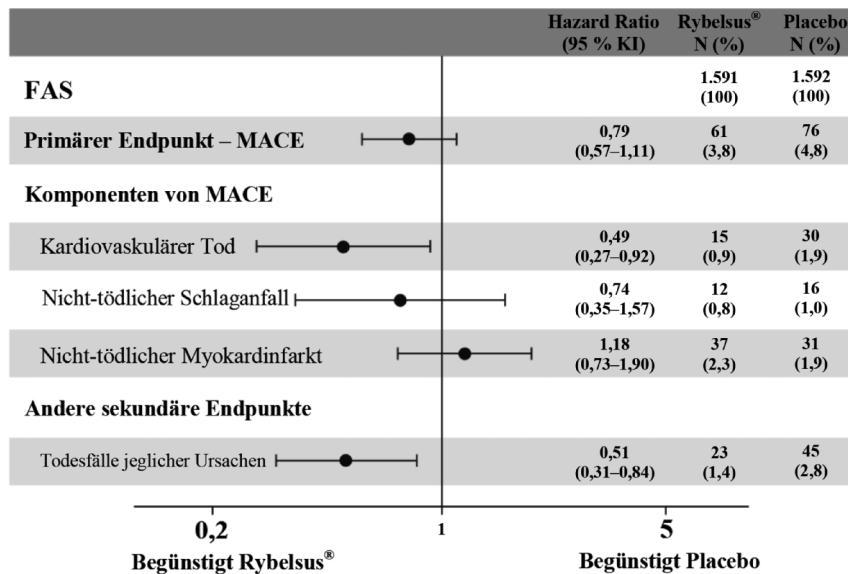 Hazard Ratio Rybelsus® Placebo
(95 % KI) N (%) N (%)
FAS 1.591 1.592
(100) (100)
Primärer Endpunkt – MACE 0,79 61 76
(0,57–1,11) (3,8) (4,8)
Komponenten von MACE
Kardiovaskulärer Tod 0,49 15 30
(0,27–0,92) (0,9) (1,9)
Nicht-tödlicher Schlaganfall 0,74 12 16
(0,35–1,57) (0,8) (1,0)
Nicht-tödlicher Myokardinfarkt 1,18 37 31
(0,73–1,90) (2,3) (1,9)
Andere sekundäre Endpunkte
Todesfälle jeglicher Ursachen 0,51 23 45
(0,31–0,84) (1,4) (2,8)
0,2 1 5
Begünstigt Rybelsus® Begünstigt Placebo